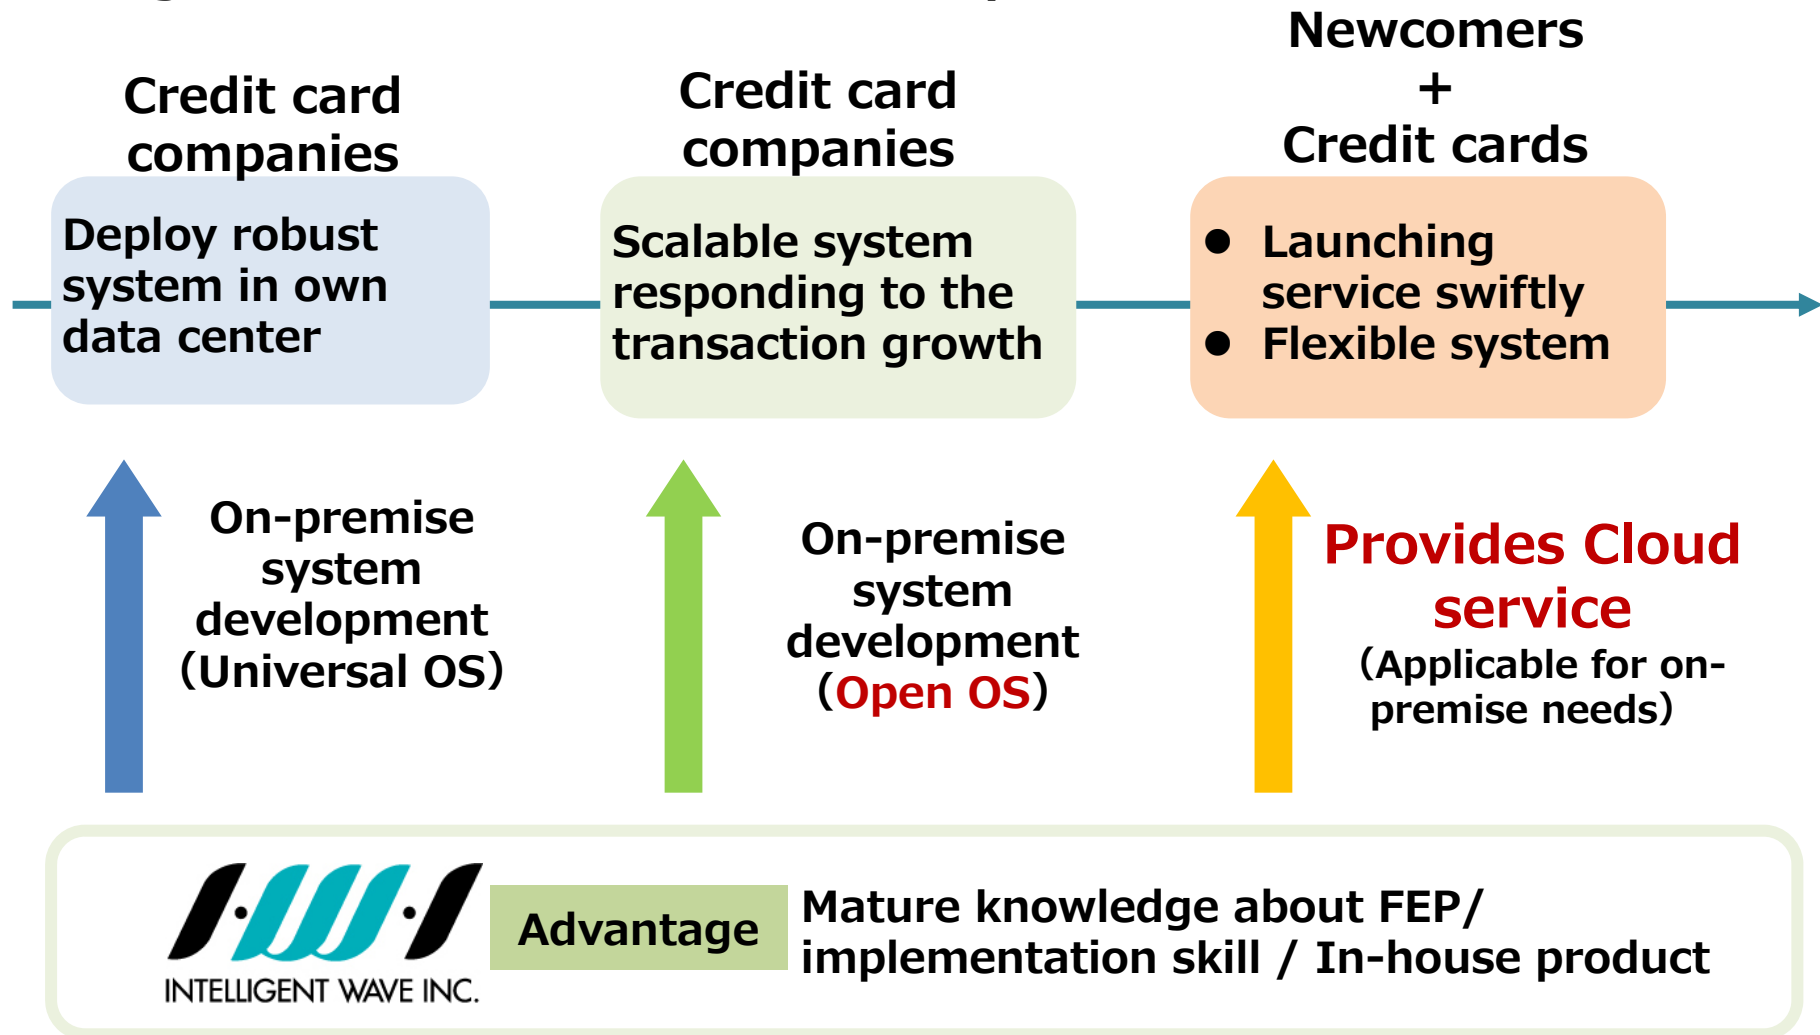 Newcomers
+
Credit cards
Credit card
companies
Credit card
companies
Deploy robust
system in own
data center
Scalable system
responding to the
transaction growth
● Launching
service swiftly
● Flexible system
On-premise
system
development
(Universal OS)
On-premise
system
development
(Open OS)
Provides Cloud
service
(Applicable for on-
premise needs)
I·W·I
INTELLIGENT WAVE INC.
Advantage
Mature knowledge about FEP/
implementation skill / In-house product